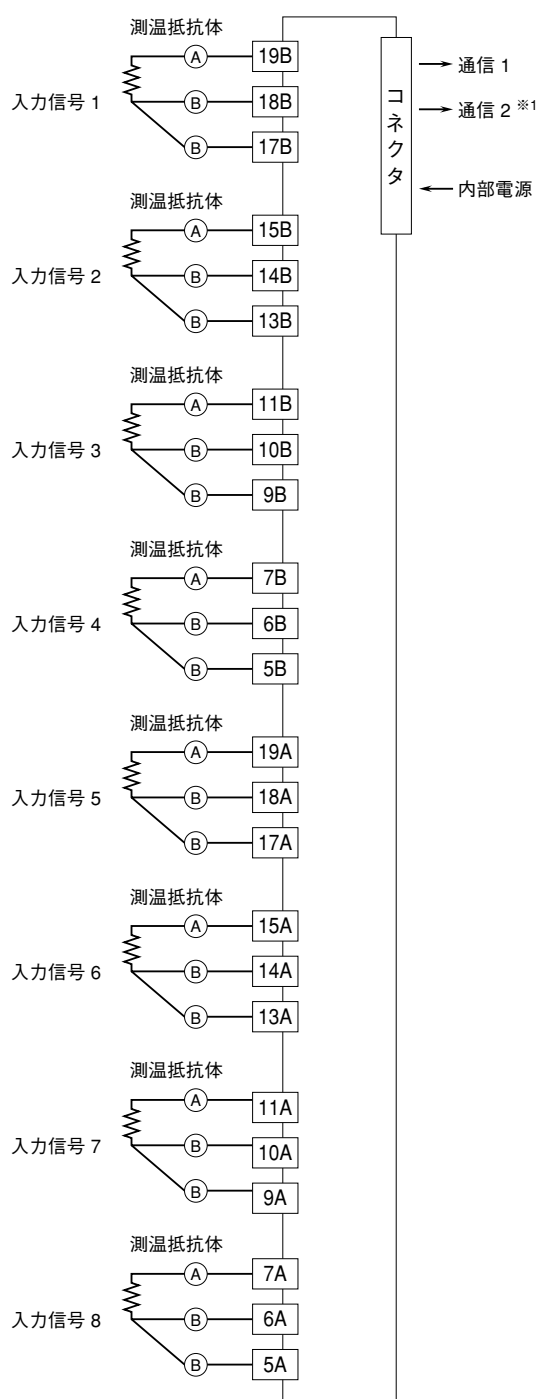 測温抵抗体
入力信号 1
A 19B
B 18B
B 17B
コネクタ
通信 1
通信 2 ※1
内部電源
測温抵抗体
入力信号 2
A 15B
B 14B
B 13B
測温抵抗体
入力信号 3
A 11B
B 10B
B 9B
測温抵抗体
入力信号 4
A 7B
B 6B
B 5B
測温抵抗体
入力信号 5
A 19A
B 18A
B 17A
測温抵抗体
入力信号 6
A 15A
B 14A
B 13A
測温抵抗体
入力信号 7
A 11A
B 10A
B 9A
測温抵抗体
入力信号 8
A 7A
B 6A
B 5A